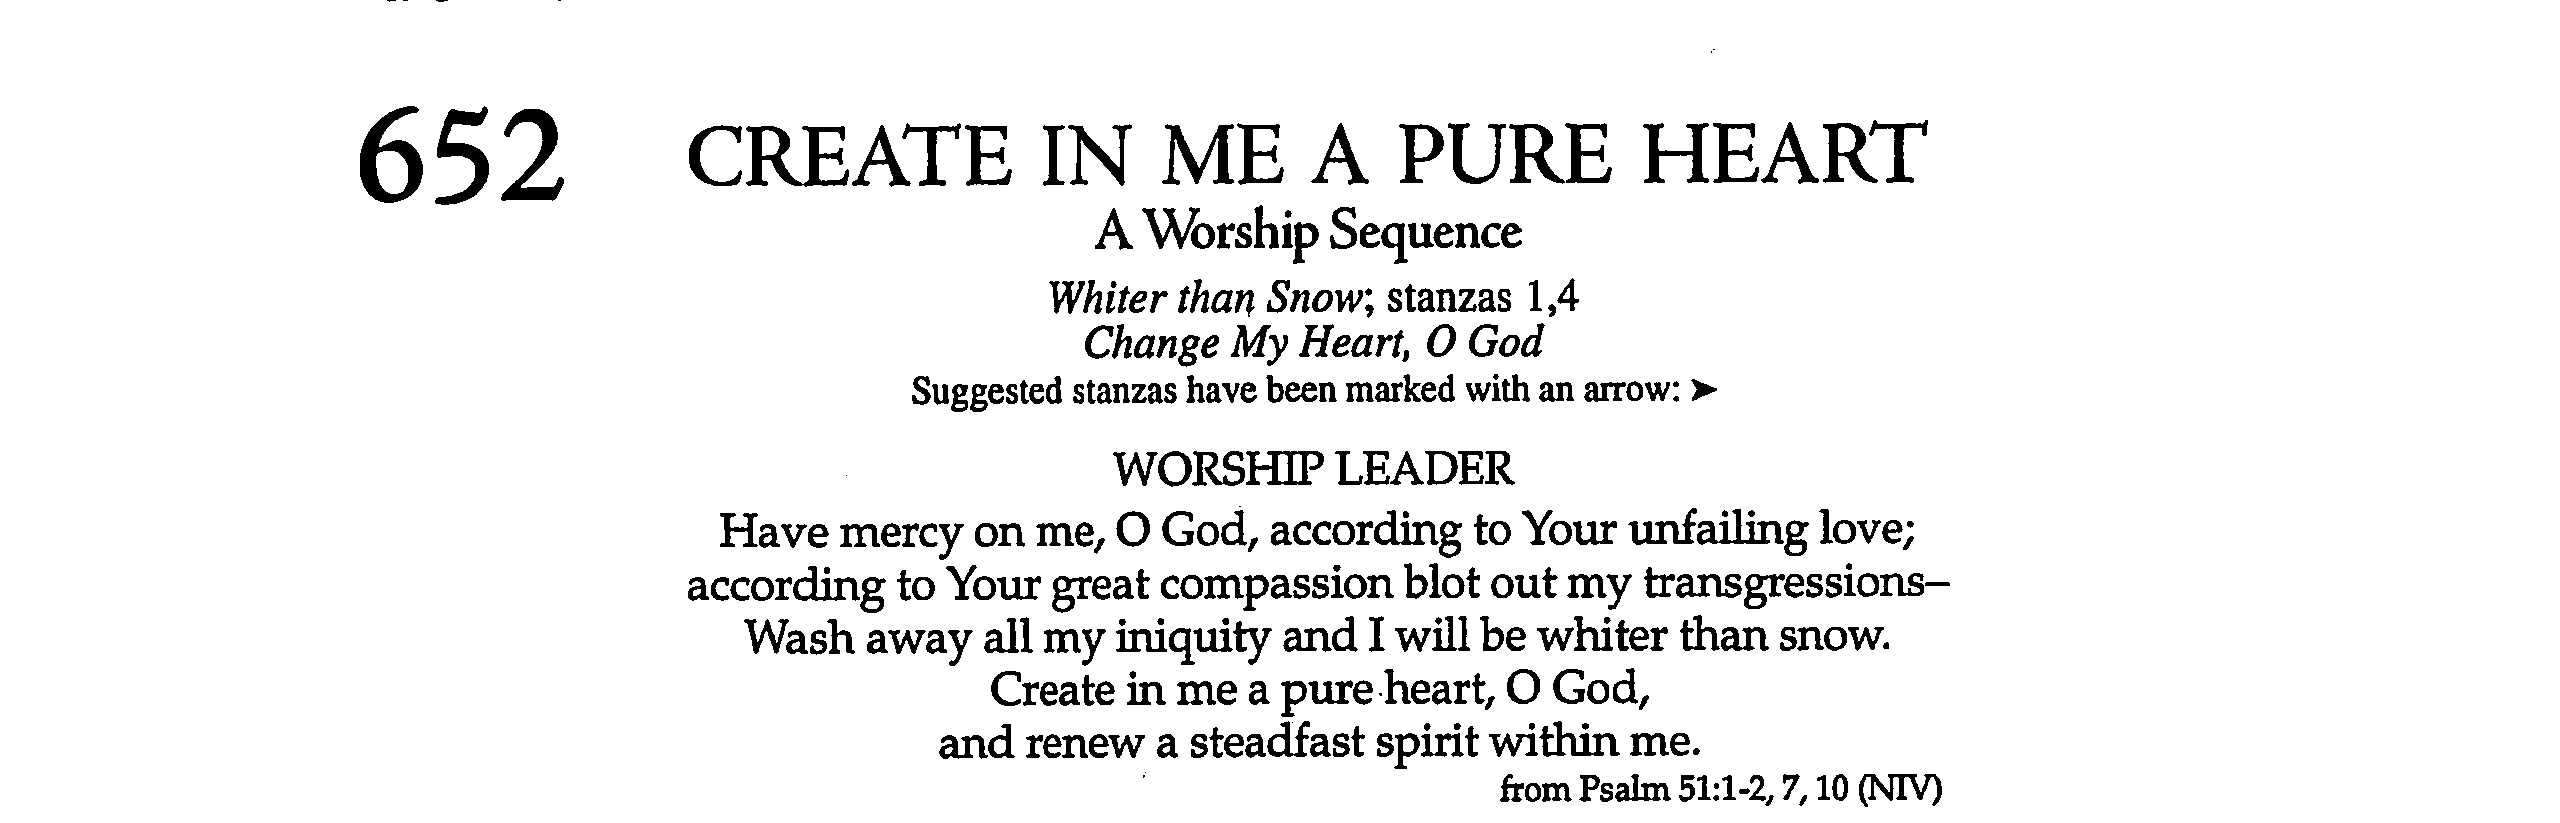 652 CREATE IN ME A PURE HEART
A Worship Sequence
Whiter than Snow; stanzas 1,4
Change My Heart, O God
Suggested stanzas have been marked with an arrow: ➤
WORSHIP LEADER
Have mercy on me, O God, according to Your unfailing love;
according to Your great compassion blot out my transgressions–
Wash away all my iniquity and I will be whiter than snow.
Create in me a pure heart, O God,
and renew a steadfast spirit within me.
from Psalm 51:1-2, 7, 10 (NIV)